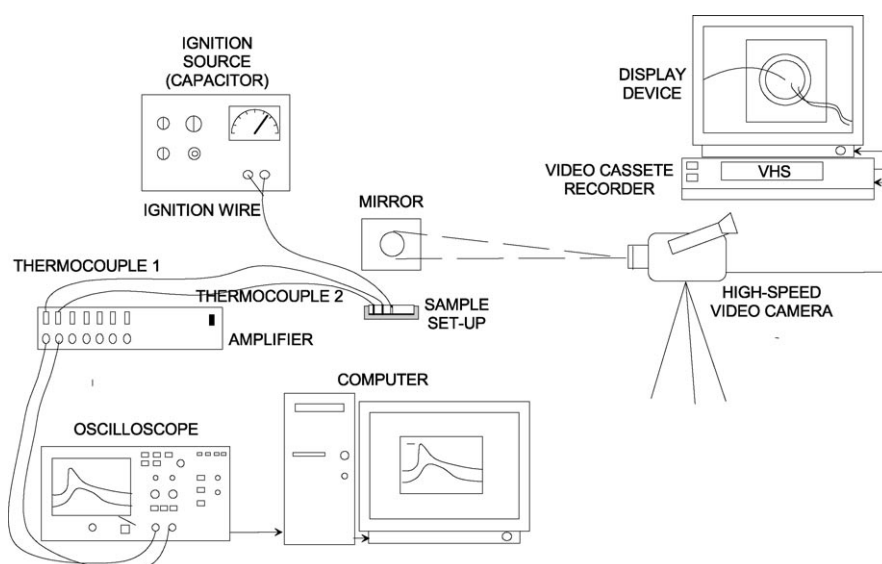 IGNITION
SOURCE
(CAPACITOR)
DISPLAY
DEVICE
VIDEO CASSETE
RECORDER
VHS
IGNITION WIRE
MIRROR
THERMOCOUPLE 1
THERMOCOUPLE 2
SAMPLE
SET-UP
HIGH-SPEED
VIDEO CAMERA
AMPLIFIER
COMPUTER
OSCILLOSCOPE